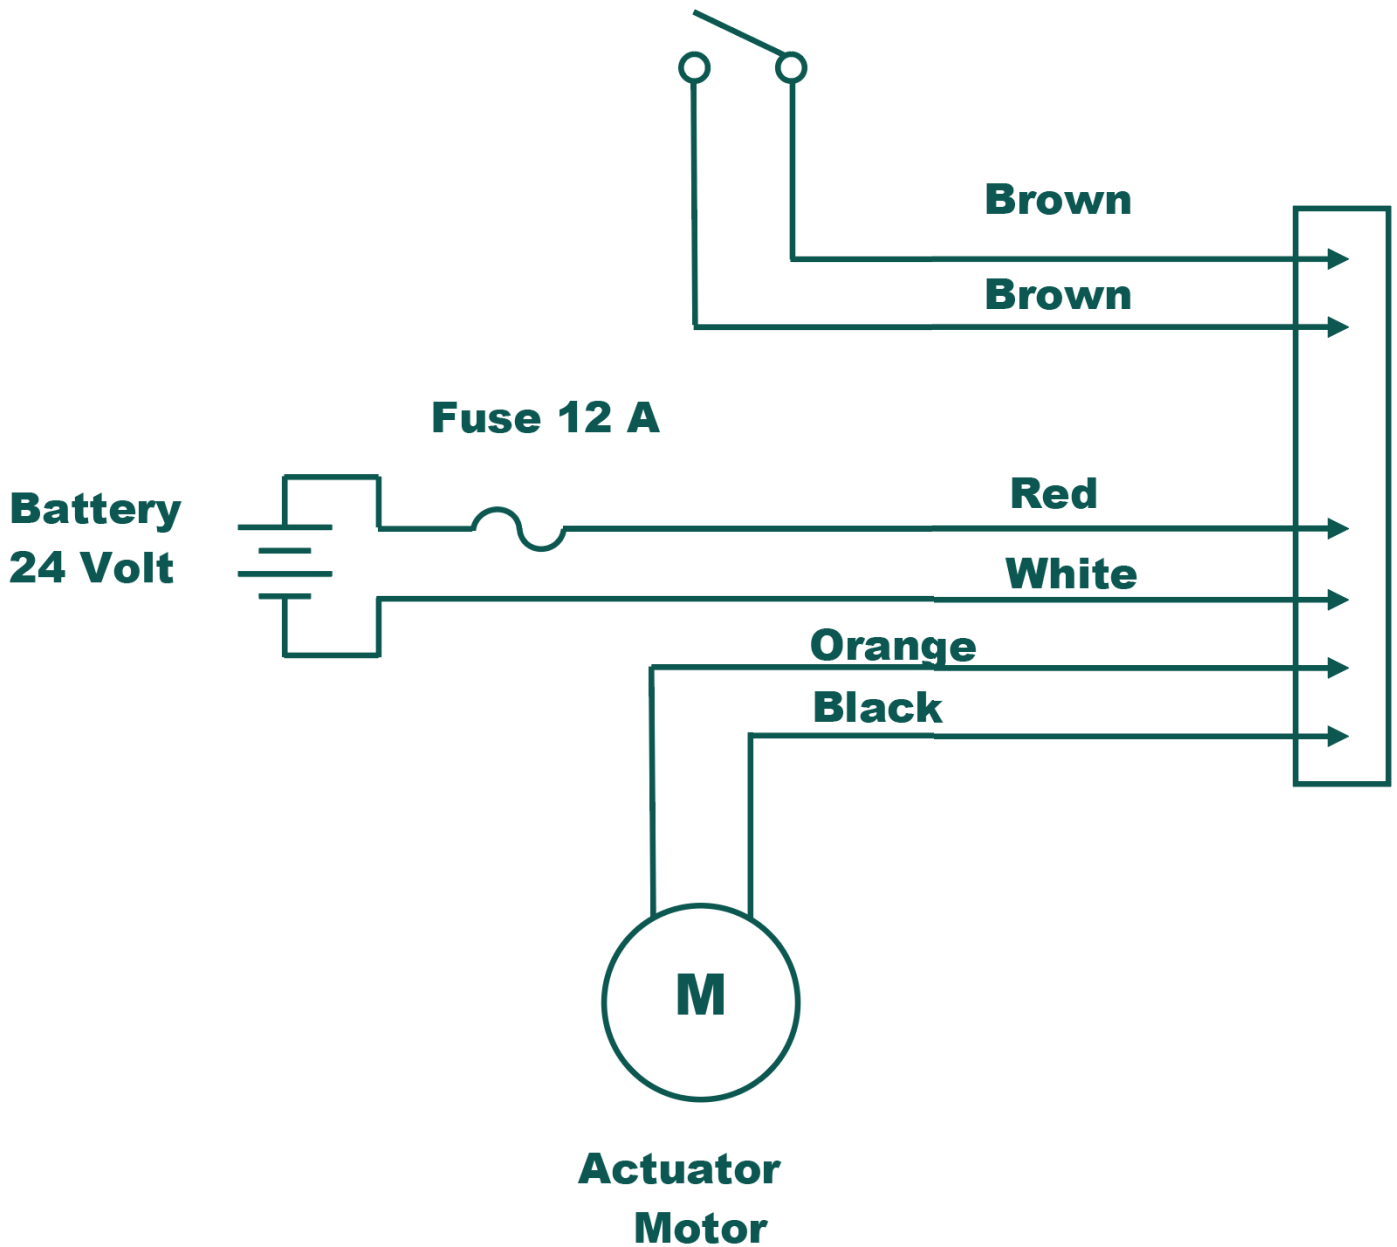 Brown
Brown
Fuse 12 A
Battery
24 Volt
Red
White
Orange
Black
M
Actuator
Motor